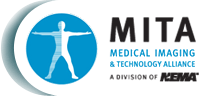 MITA
MEDICAL IMAGING
& TECHNOLOGY ALLIANCE
A DIVISION OF NEMA